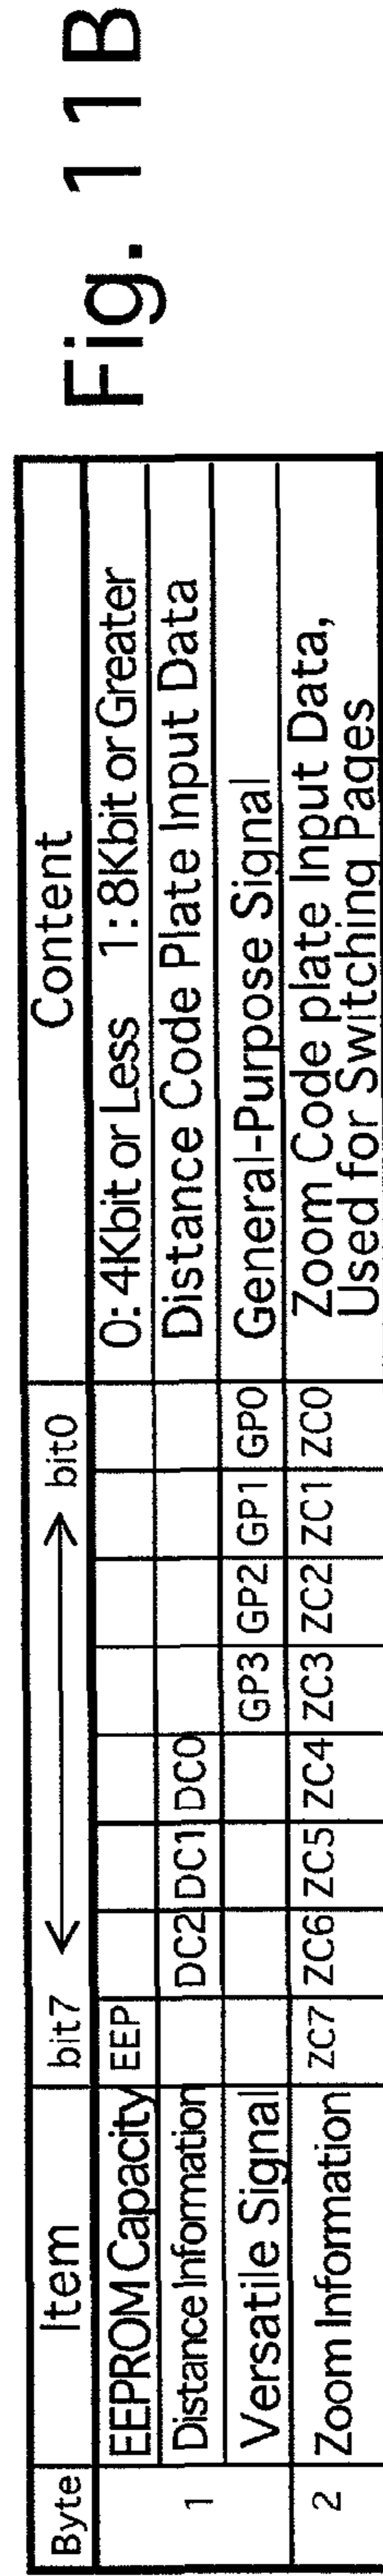 Fig. 11B
Byte Item bit7 bit0 Content
1 EEPROM Capacity EEP 0:4Kbit or Less 1:8Kbit or Greater
Distance Information DC2 DC1 DC0 Distance Code Plate Input Data
Versatile Signal GP3 GP2 GP1 GP0 General-Purpose Signal
2 Zoom Information ZC7 ZC6 ZC5 ZC4 ZC3 ZC2 ZC1 ZC0 Zoom Code plate Input Data,
Used for Switching Pages